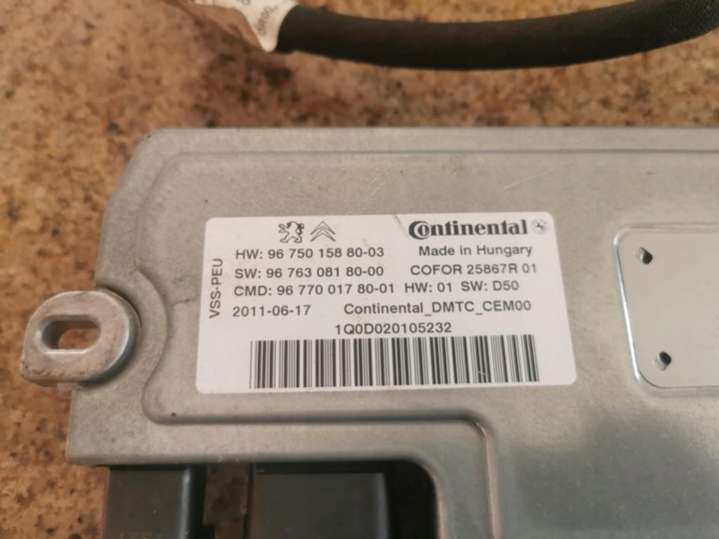 Continental
HW: 96 750 158 80-03 Made in Hungary
SW: 96 763 081 80-00 COFOR 25867R 01
CMD: 96 770 017 80-01 HW: 01 SW: D50
2011-06-17 Continental_DMTC_CEM00
1Q0D020105232
VSS-PEU